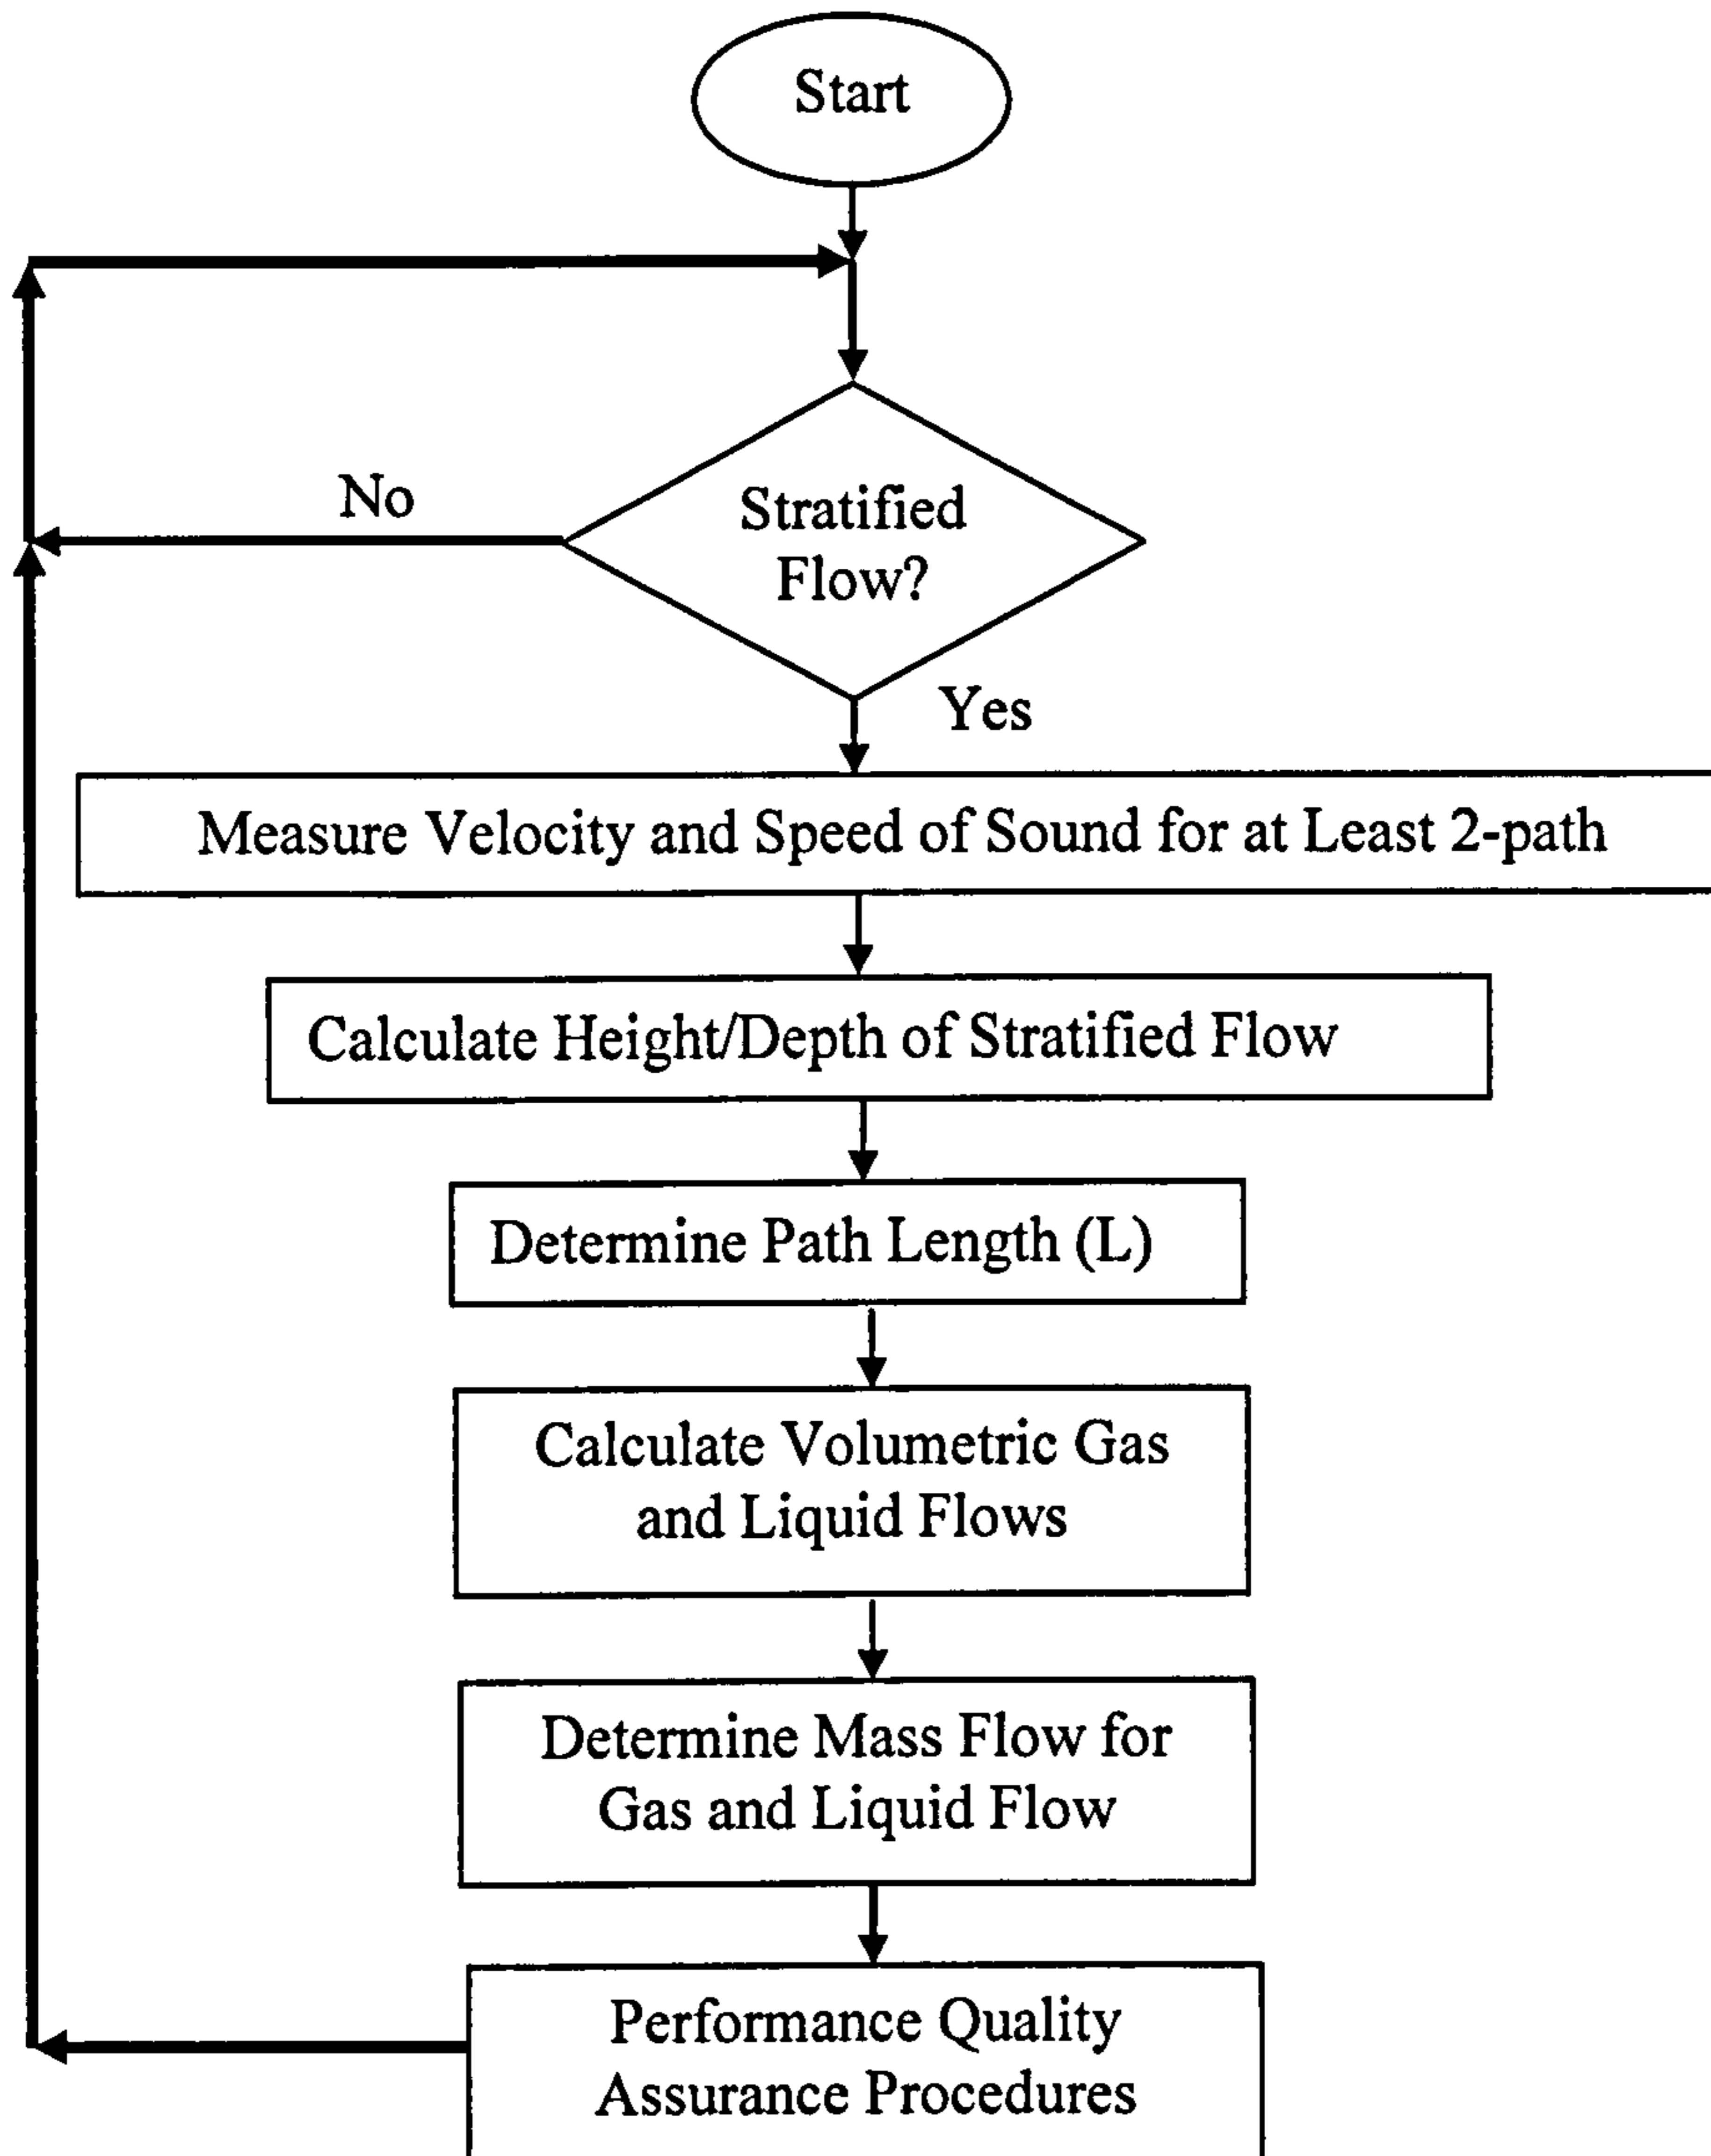 Start
No
Stratified
Flow?
Yes
Measure Velocity and Speed of Sound for at Least 2-path
Calculate Height/Depth of Stratified Flow
Determine Path Length (L)
Calculate Volumetric Gas
and Liquid Flows
Determine Mass Flow for
Gas and Liquid Flow
Performance Quality
Assurance Procedures